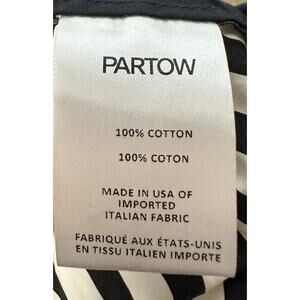 PARTOW
100% COTTON
100% COTON
MADE IN USA OF
IMPORTED
ITALIAN FABRIC
FABRIQUÉ AUX ÉTATS-UNIS
EN TISSU ITALIEN IMPORTE